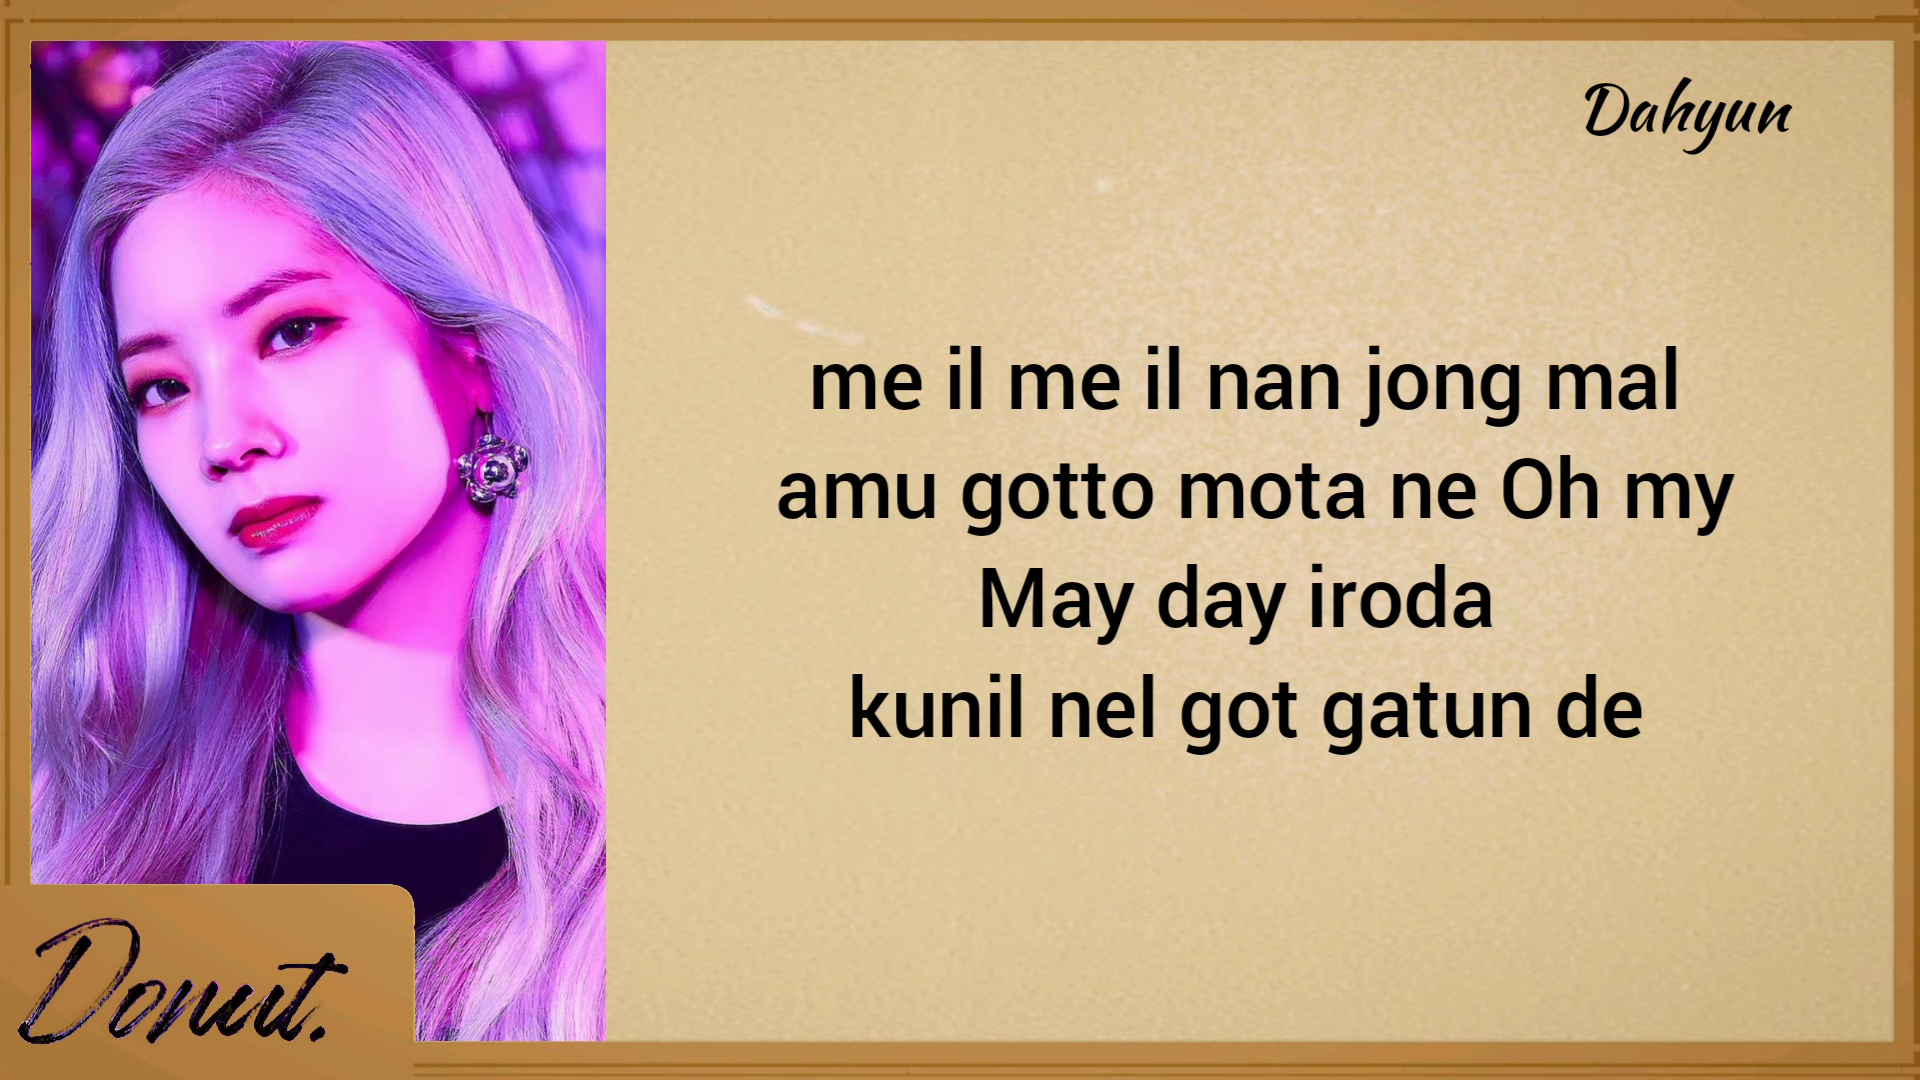 Dahyun
me il me il nan jong mal
amu gotto mota ne Oh my
May day iroda
kunil nel got gatun de
Donut.